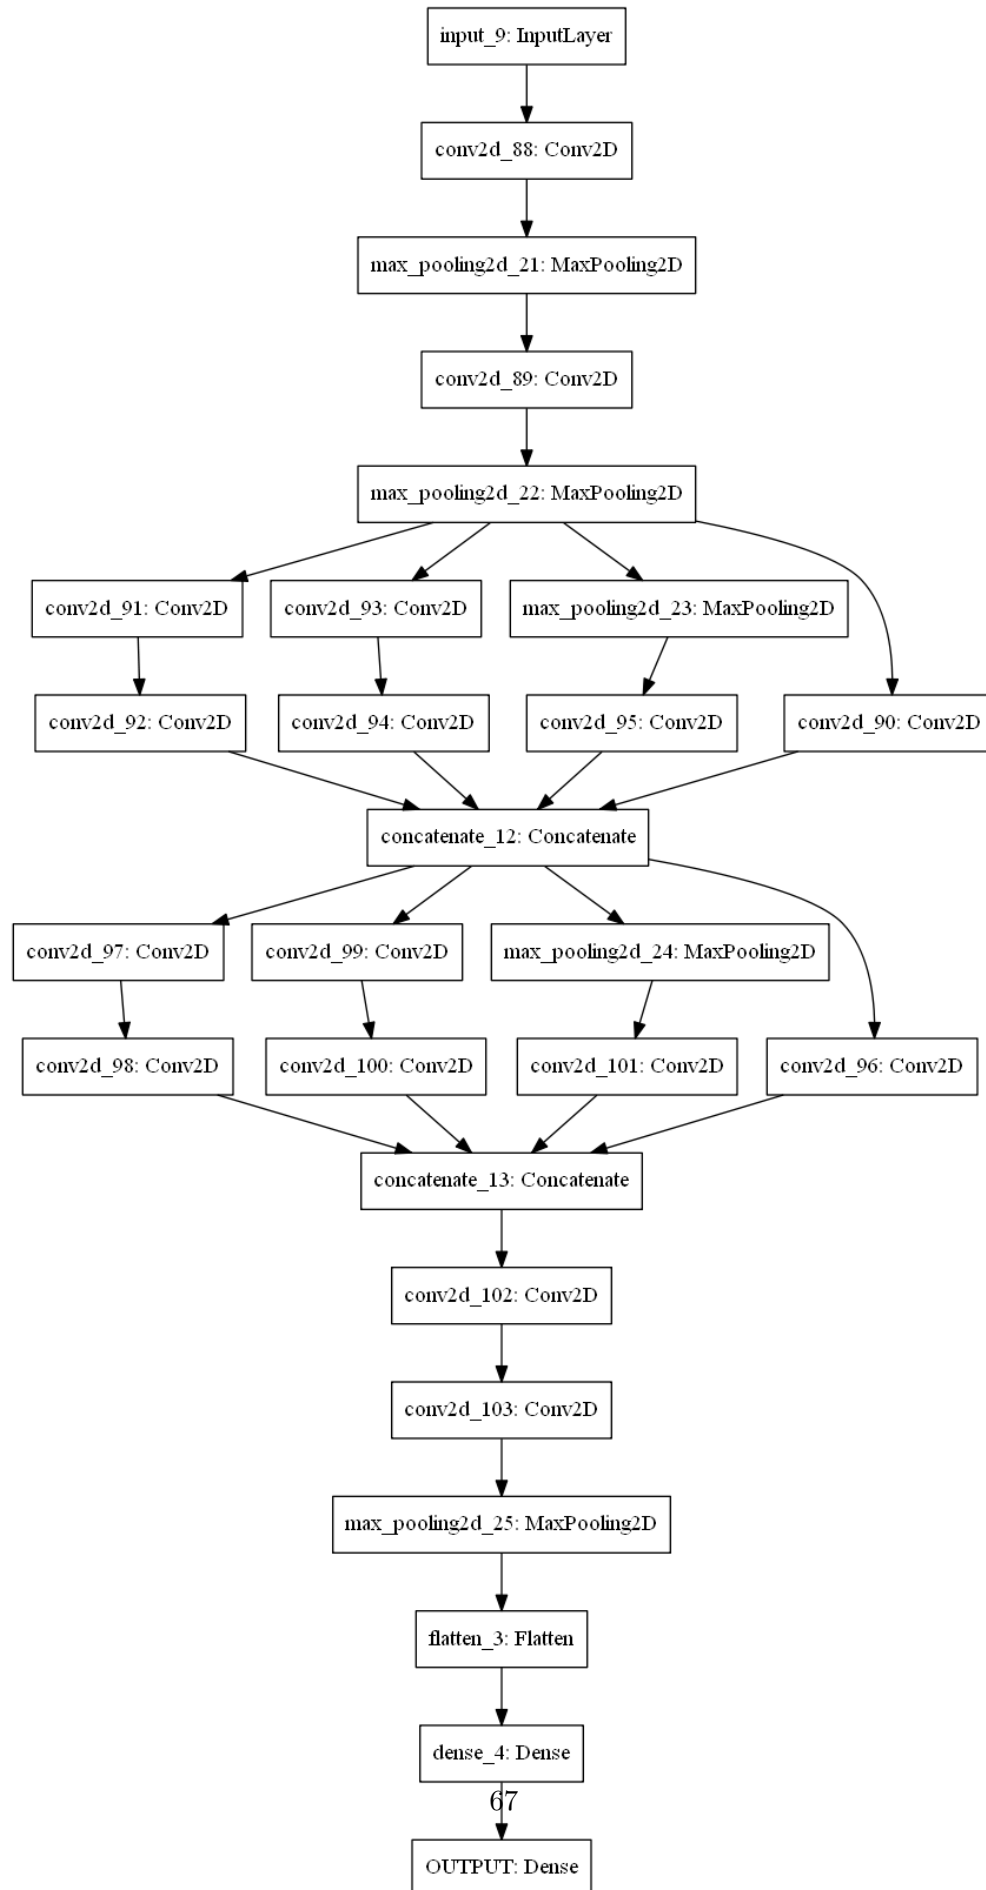 input_9: InputLayer
conv2d_88: Conv2D
max_pooling2d_21: MaxPooling2D
conv2d_89: Conv2D
max_pooling2d_22: MaxPooling2D
conv2d_91: Conv2D
conv2d_93: Conv2D
max_pooling2d_23: MaxPooling2D
conv2d_92: Conv2D
conv2d_94: Conv2D
conv2d_95: Conv2D
conv2d_90: Conv2D
concatenate_12: Concatenate
conv2d_97: Conv2D
conv2d_99: Conv2D
max_pooling2d_24: MaxPooling2D
conv2d_98: Conv2D
conv2d_100: Conv2D
conv2d_101: Conv2D
conv2d_96: Conv2D
concatenate_13: Concatenate
conv2d_102: Conv2D
conv2d_103: Conv2D
max_pooling2d_25: MaxPooling2D
flatten_3: Flatten
dense_4: Dense
67
OUTPUT: Dense